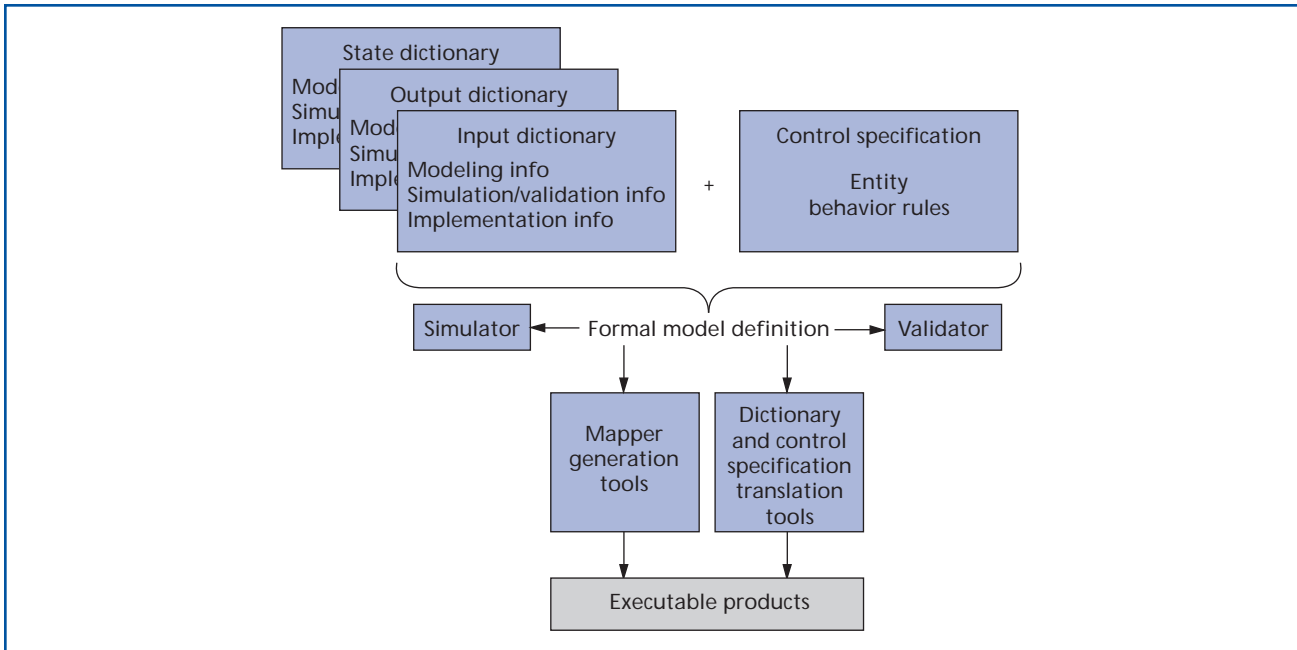 State dictionary
Mod
Simu
Imple
Output dictionary
Mode
Simu
Imple
Input dictionary
Modeling info
Simulation/validation info
Implementation info
+
Control specification
Entity
behavior rules
Simulator
Formal model definition
Validator
Mapper
generation
tools
Dictionary
and control
specification
translation
tools
Executable products